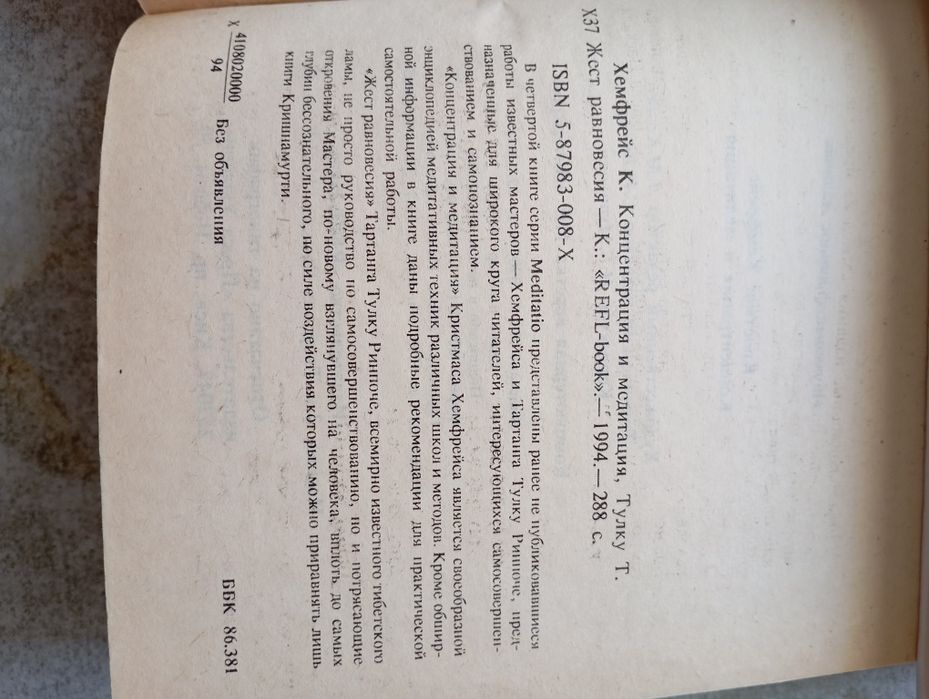 Хемфрейс К. Концентрация и медитация, Тулку Т.
Х37 Жест равновесия — К.: «REFL-book».— 1994.— 288 с.
ISBN 5-87983-008-X
В четвертой книге серии Meditatio представлены ранее не публиковавшиеся
работы известных мастеров — Хемфрейса и Тартанга Тулку Ринпоче, пред-
назначенные для широкого круга читателей, интересующихся самосовершен-
ствованием и самопознанием.
«Концентрация и медитация» Кристмаса Хемфрейса является своеобразной
энциклопедией медитативных техник различных школ и методов. Кроме обшир-
ной информации в книге даны подробные рекомендации для практической
самостоятельной работы.
«Жест равновесия» Тартанга Тулку Ринпоче, всемирно известного тибетского
ламы, не просто руководство по самосовершенствованию, но и потрясающие
откровения Мастера, по-новому взглянувшего на человека, вплоть до самых
глубин бессознательного, по силе воздействия которых можно приравнять лишь
книги Кришнамурти.
Х 4108020000
94 Без объявления ББК 86.381